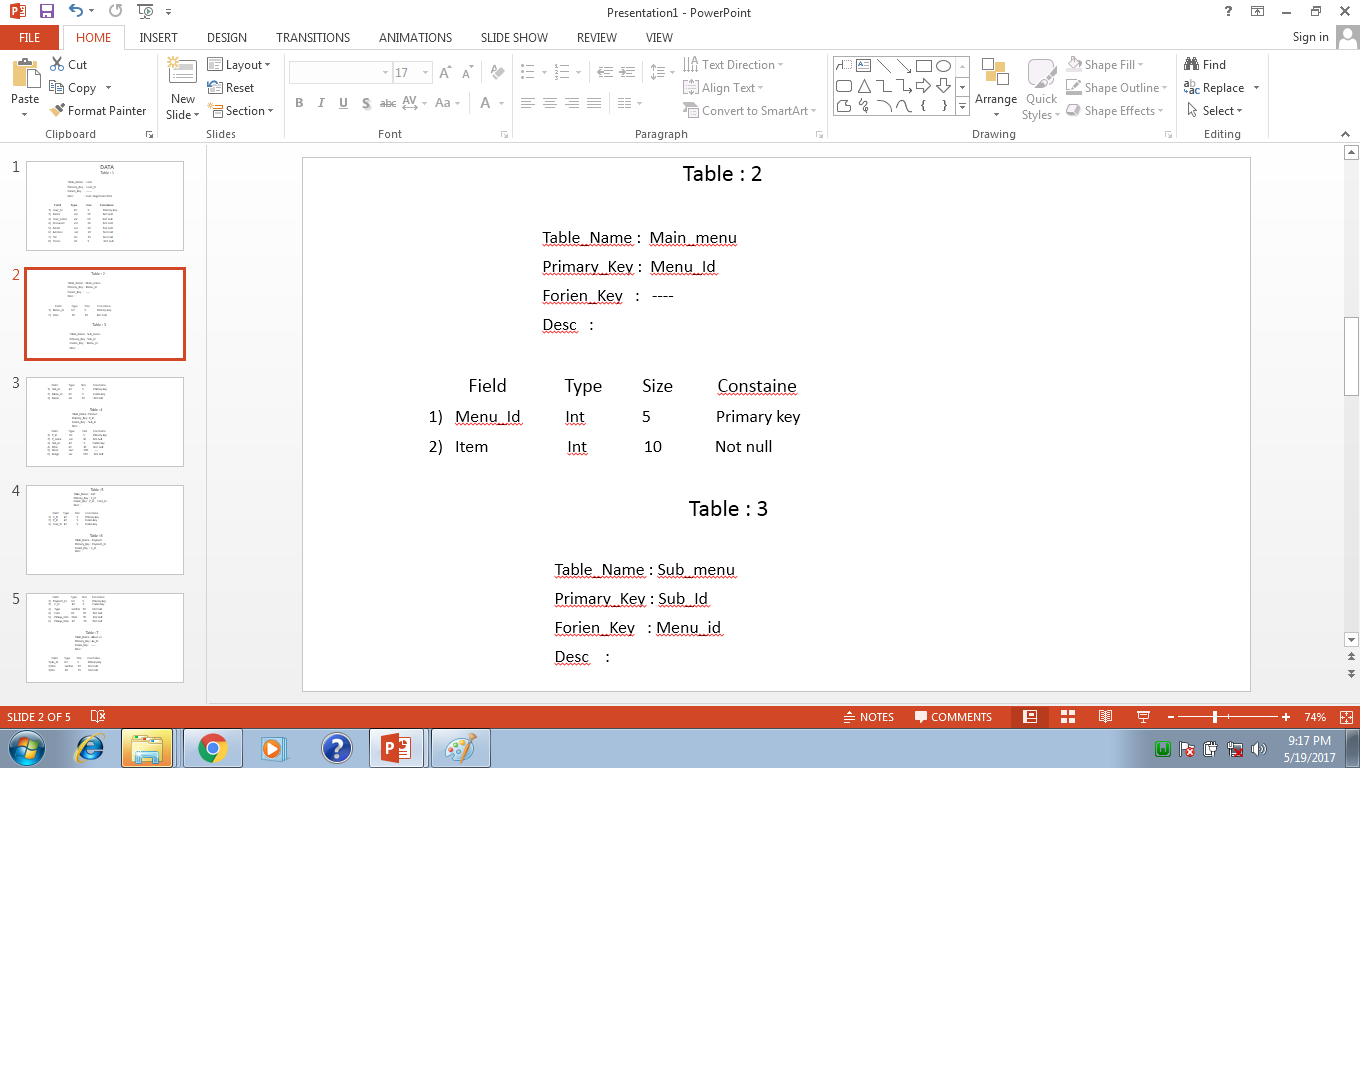 Presentation1 - PowerPoint
FILE HOME INSERT DESIGN TRANSITIONS ANIMATIONS SLIDE SHOW REVIEW VIEW Sign in
Paste
Cut
Copy
Format Painter
Clipboard
New Slide
Layout
Reset
Section
Slides
17
Font
Text Direction
Align Text
Convert to SmartArt
Paragraph
Arrange
Quick Styles
Shape Fill
Shape Outline
Shape Effects
Drawing
Find
Replace
Select
Editing
1
2
3
4
5
Table : 2
Table_Name : Main_menu
Primary_Key : Menu_Id
Forien_Key : ----
Desc :
Field Type Size Constaine
1) Menu_Id Int 5 Primary key
2) Item Int 10 Not null
Table : 3
Table_Name : Sub_menu
Primary_Key : Sub_Id
Forien_Key : Menu_id
Desc :
SLIDE 2 OF 5 NOTES COMMENTS 74%
9:17 PM
5/19/2017